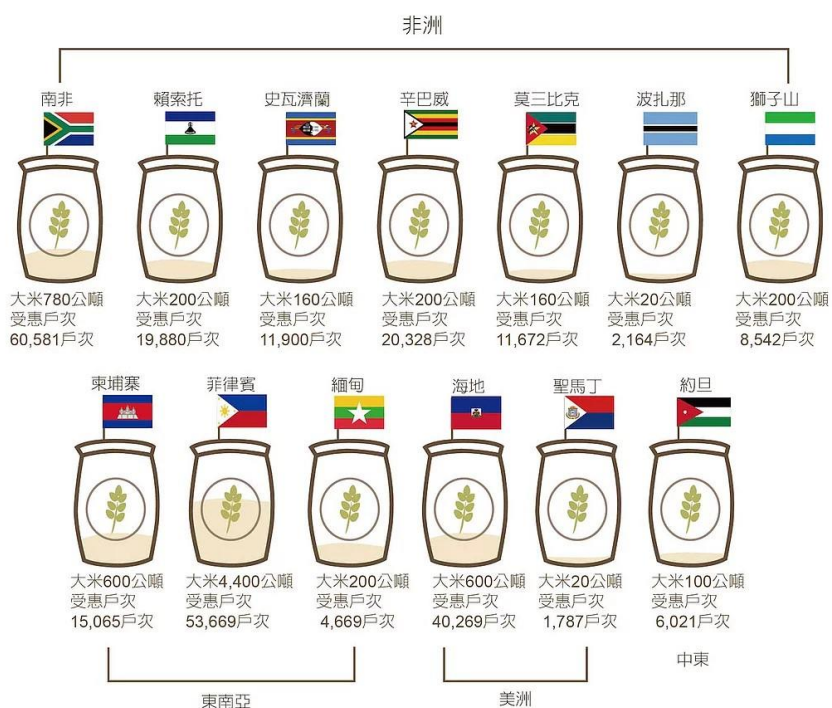 非洲
南非
賴索托
史瓦濟蘭
辛巴威
莫三比克
波扎那
獅子山
大米780公噸
受惠戶次
60,581戶次
大米200公噸
受惠戶次
19,880戶次
大米160公噸
受惠戶次
11,900戶次
大米200公噸
受惠戶次
20,328戶次
大米160公噸
受惠戶次
11,672戶次
大米20公噸
受惠戶次
2,164戶次
大米200公噸
受惠戶次
8,542戶次
柬埔寨
菲律賓
緬甸
海地
聖馬丁
約旦
大米600公噸
受惠戶次
15,065戶次
大米4,400公噸
受惠戶次
53,669戶次
大米200公噸
受惠戶次
4,669戶次
大米600公噸
受惠戶次
40,269戶次
大米20公噸
受惠戶次
1,787戶次
大米100公噸
受惠戶次
6,021戶次
東南亞
美洲
中東